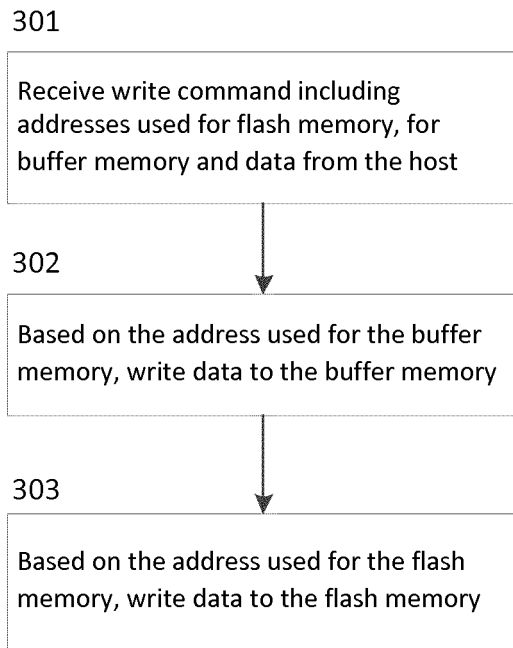 301
Receive write command including
addresses used for flash memory, for
buffer memory and data from the host
302
Based on the address used for the buffer
memory, write data to the buffer memory
303
Based on the address used for the flash
memory, write data to the flash memory